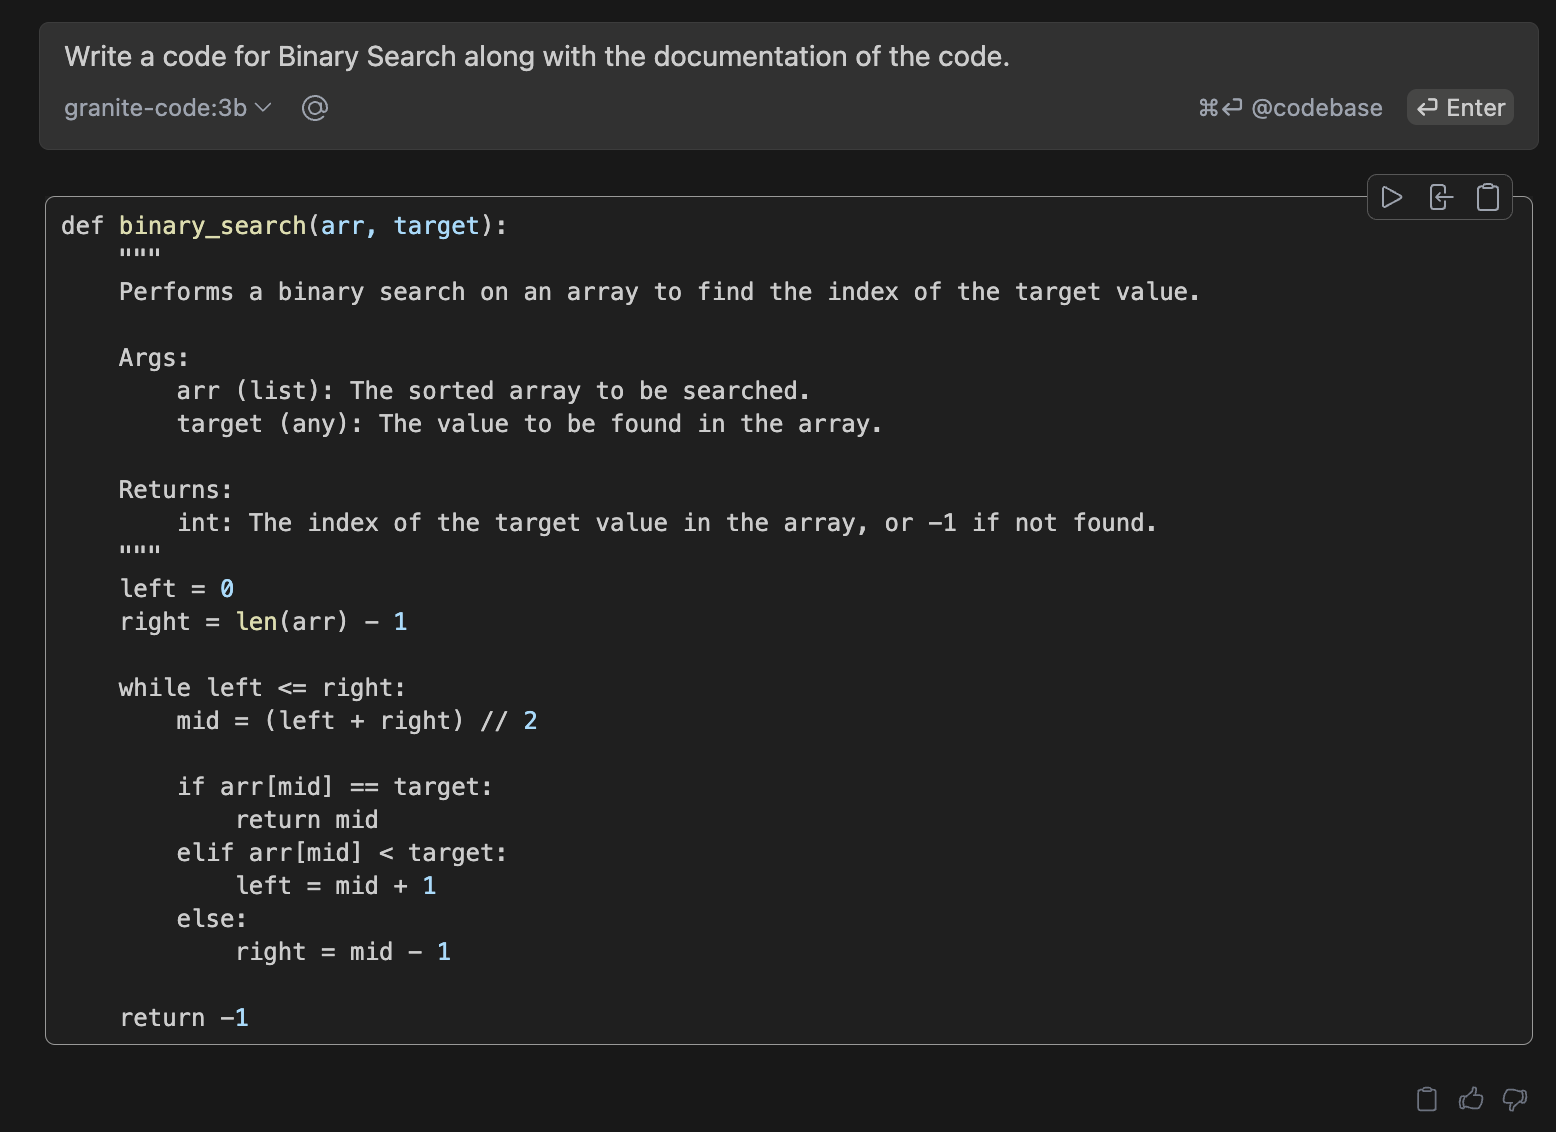 Write a code for Binary Search along with the documentation of the code.
granite-code:3b @ ⌘⏎ @codebase ⏎ Enter
def binary_search(arr, target):
    """
    Performs a binary search on an array to find the index of the target value.

    Args:
        arr (list): The sorted array to be searched.
        target (any): The value to be found in the array.

    Returns:
        int: The index of the target value in the array, or -1 if not found.
    """
    left = 0
    right = len(arr) - 1

    while left <= right:
        mid = (left + right) // 2

        if arr[mid] == target:
            return mid
        elif arr[mid] < target:
            left = mid + 1
        else:
            right = mid - 1

    return -1